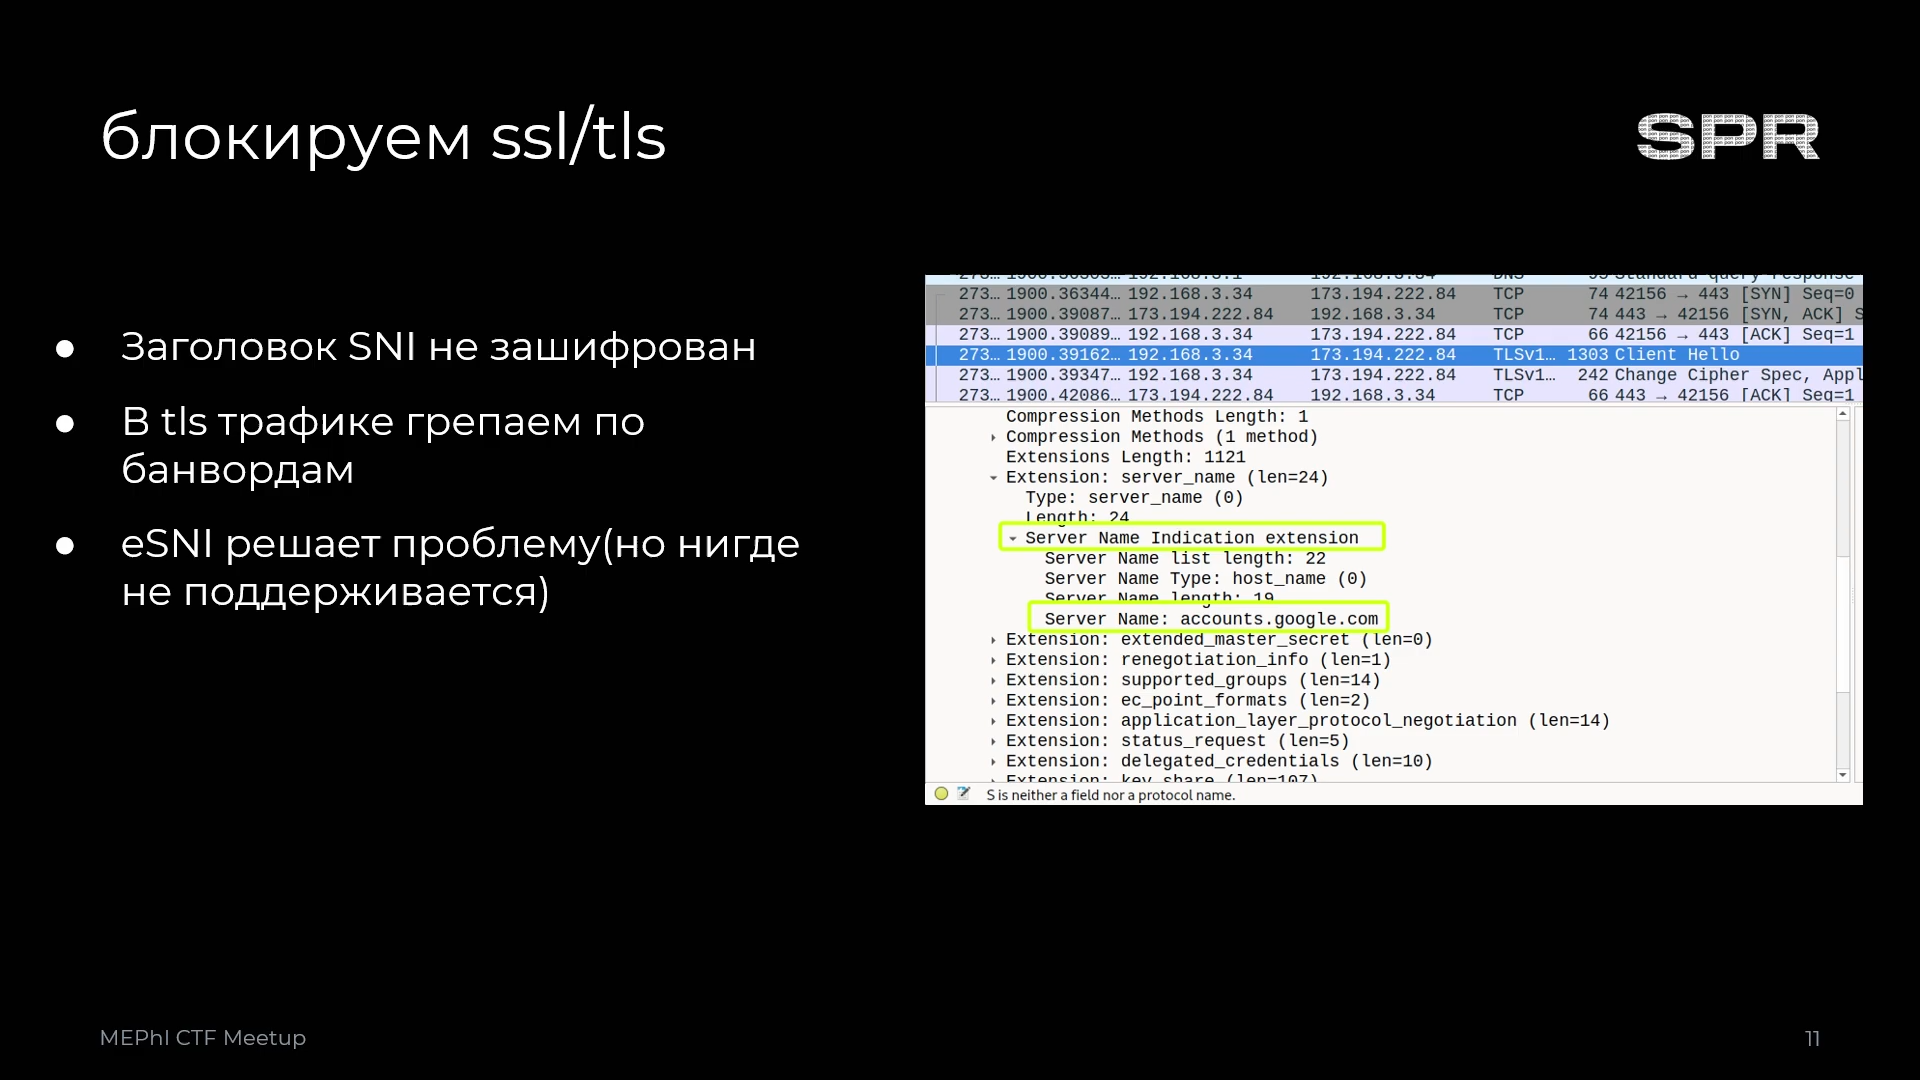 блокируем ssl/tls
SPR
● Заголовок SNI не зашифрован
● В tls трафике грепаем по
банвордам
● eSNI решает проблему(но нигде
не поддерживается)
273… 1900.36344… 192.168.3.34 173.194.222.84 TCP 74 42156 → 443 [SYN] Seq=0
273… 1900.39087… 173.194.222.84 192.168.3.34 TCP 74 443 → 42156 [SYN, ACK] S
273… 1900.39089… 192.168.3.34 173.194.222.84 TCP 66 42156 → 443 [ACK] Seq=1
273… 1900.39162… 192.168.3.34 173.194.222.84 TLSv1… 1303 Client Hello
273… 1900.39347… 192.168.3.34 173.194.222.84 TLSv1… 242 Change Cipher Spec, Appl
273… 1900.42086… 173.194.222.84 192.168.3.34 TCP 66 443 → 42156 [ACK] Seq=1
Compression Methods Length: 1
Compression Methods (1 method)
Extensions Length: 1121
Extension: server_name (len=24)
Type: server_name (0)
Length: 24
Server Name Indication extension
Server Name list length: 22
Server Name Type: host_name (0)
Server Name length: 19
Server Name: accounts.google.com
Extension: extended_master_secret (len=0)
Extension: renegotiation_info (len=1)
Extension: supported_groups (len=14)
Extension: ec_point_formats (len=2)
Extension: application_layer_protocol_negotiation (len=14)
Extension: status_request (len=5)
Extension: delegated_credentials (len=10)
Extension: key_share (len=107)
S is neither a field nor a protocol name.
MEPhI CTF Meetup
11